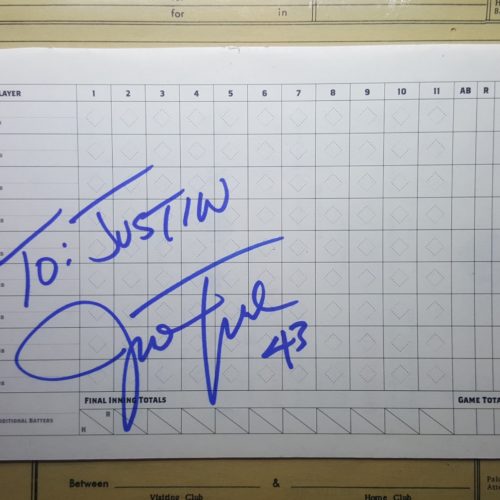 for in
LAYER 1 2 3 4 5 6 7 8 9 10 11 AB R
TO: JUSTIN
43
FINAL INNING TOTALS GAME TOTA
R
DDITIONAL BATTERS
H
Between &
Visiting Club Home Club